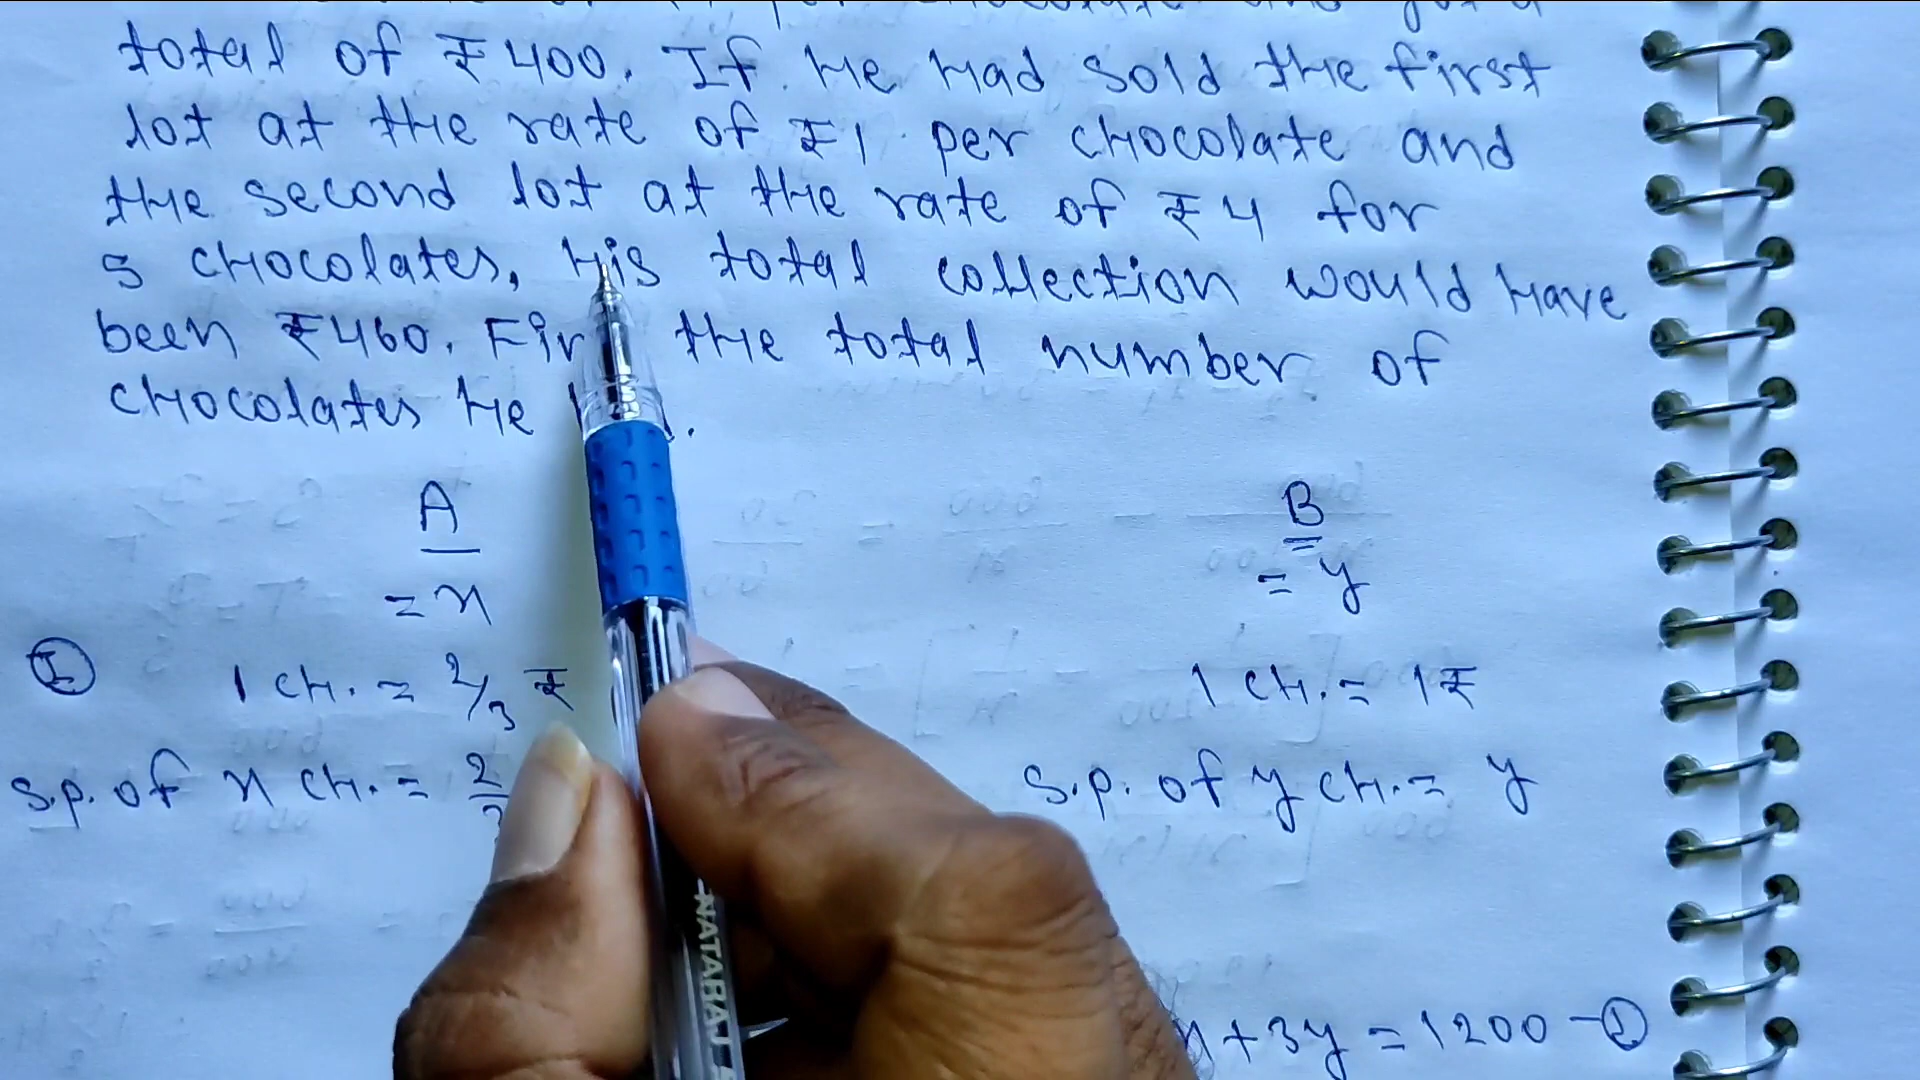 total of ₹400. If He Had sold the first
lot at the rate of ₹1 per chocolate and
the second lot at the rate of ₹4 for
5 chocolates, His total collection would Have
been ₹460. the total number of
chocolates He
A
B
= x
= y
I
1 ch. = 2/3 ₹
1 ch. = 1₹
S.p. of x ch. = 2
S.p. of y ch. = y
x + 3y = 1200 - 1
NATARAJ